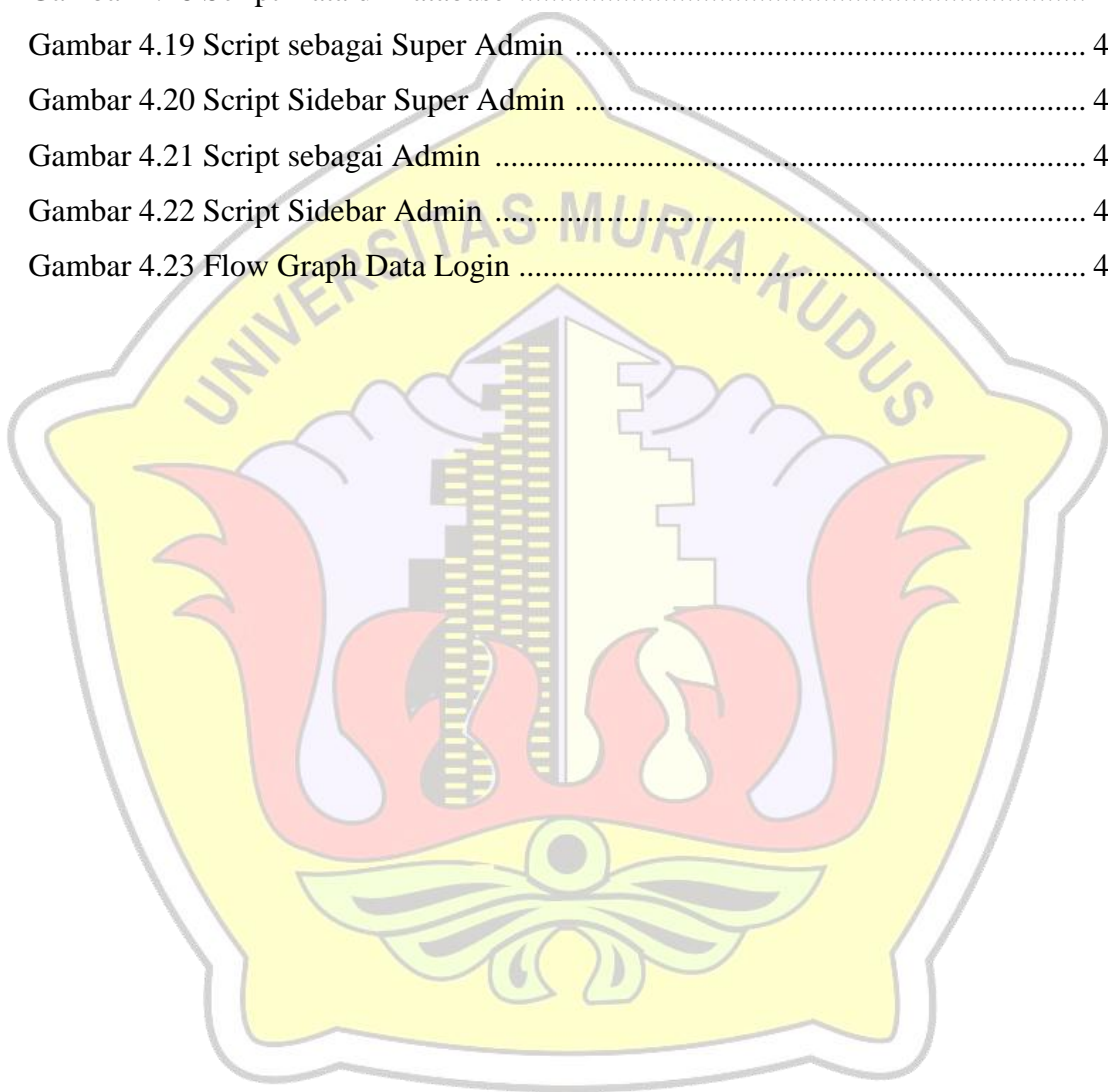 Gambar 4.19 Script sebagai Super Admin ................................................................. 4
Gambar 4.20 Script Sidebar Super Admin ................................................................. 4
Gambar 4.21 Script sebagai Admin ........................................................................... 4
Gambar 4.22 Script Sidebar Admin ........................................................................... 4
Gambar 4.23 Flow Graph Data Login ........................................................................ 4
UNIVERSITAS MURIA KUDUS